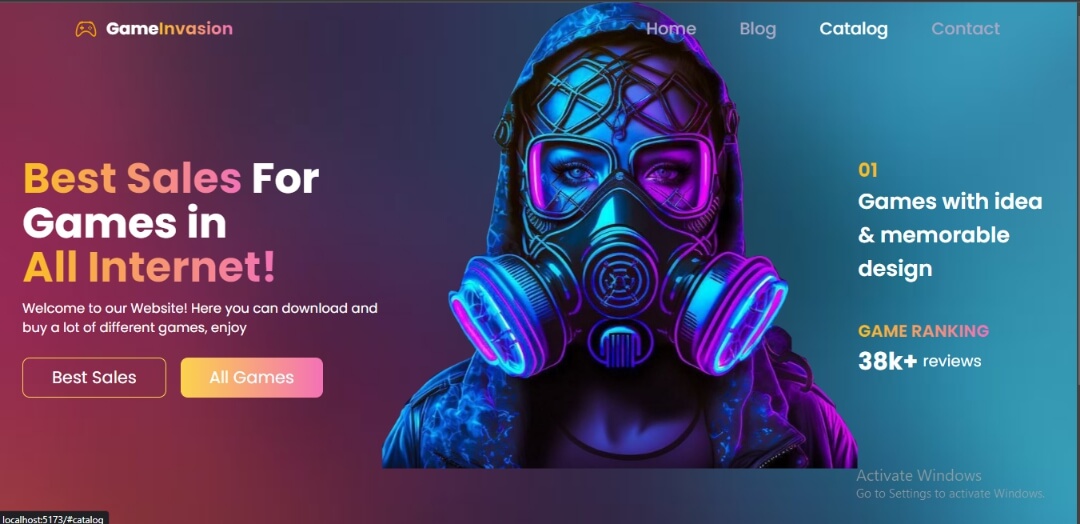 GameInvasion
Home Blog Catalog Contact
Best Sales For
Games in
All Internet!
Welcome to our Website! Here you can download and
buy a lot of different games, enjoy
Best Sales All Games
01
Games with idea
& memorable
design
GAME RANKING
38k+ reviews
Activate Windows
Go to Settings to activate Windows.
localhost:5173/#catalog